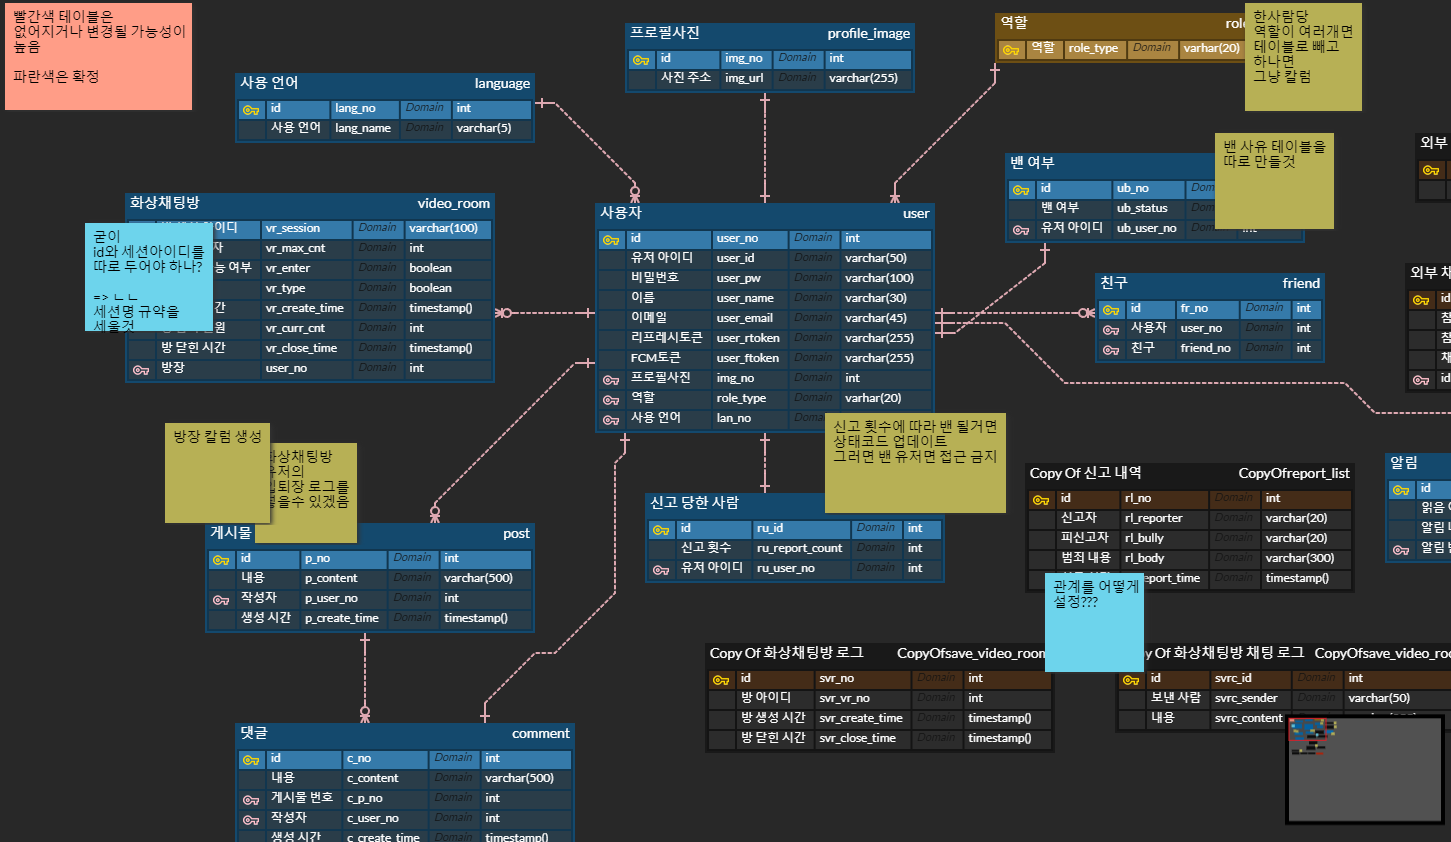 빨간색 테이블은
없어지거나 변경될 가능성이
높음
파란색은 확정
사용 언어 language
id lang_no Domain int
사용 언어 lang_name Domain varchar(5)
프로필사진 profile_image
id img_no Domain int
사진 주소 img_url Domain varchar(255)
역할
역할 role_type Domain varhar(20)
한사람당
역할이 여러개면
테이블로 빼고
하나면
그냥 칼럼
밴 여부
id ub_no
밴 여부 ub_status
유저 아이디 ub_user_no int
밴 사유 테이블을
따로 만들것
외부
화상채팅방 video_room
vr_session Domain varchar(100)
vr_max_cnt Domain int
여부 vr_enter Domain boolean
vr_type Domain boolean
vr_create_time Domain timestamp()
vr_curr_cnt Domain int
방 닫힌 시간 vr_close_time Domain timestamp()
방장 user_no Domain int
굳이
id와 세션아이디를
따로 두어야 하나?
=> ㄴㄴ
세션명 규약을
세울것
사용자 user
id user_no Domain int
유저 아이디 user_id Domain varchar(50)
비밀번호 user_pw Domain varchar(100)
이름 user_name Domain varchar(30)
이메일 user_email Domain varchar(45)
리프레시토큰 user_rtoken Domain varchar(255)
FCM토큰 user_ftoken Domain varchar(255)
프로필사진 img_no Domain int
역할 role_type Domain varhar(20)
사용 언어 lan_no Domain
친구 friend
id fr_no Domain int
사용자 user_no Domain int
친구 friend_no Domain int
외부 채
id
id
방장 칼럼 생성
화상채팅방
유저의
입퇴장 로그를
볼을수 있겠음
신고 횟수에 따라 밴 될거면
상태코드 업데이트
그러면 밴 유저면 접근 금지
신고 당한 사람
id ru_id Domain int
신고 횟수 ru_report_count Domain int
유저 아이디 ru_user_no Domain int
Copy Of 신고 내역 CopyOfreport_list
id rl_no Domain int
신고자 rl_reporter Domain varchar(20)
피신고자 rl_bully Domain varchar(20)
범죄 내용 rl_body Domain varchar(300)
eport_time Domain timestamp()
관계를 어떻게
설정???
알림
id
읽음
알림
알림
게시물 post
id p_no Domain int
내용 p_content Domain varchar(500)
작성자 p_user_no Domain int
생성 시간 p_create_time Domain timestamp()
Copy Of 화상채팅방 로그 CopyOfsave_video_room
id svr_no Domain int
방 아이디 svr_vr_no Domain int
방 생성 시간 svr_create_time Domain timestamp()
방 닫힌 시간 svr_close_time Domain timestamp()
Of 화상채팅방 채팅 로그 CopyOfsave_video_roo
id svrc_id Domain int
보낸 사람 svrc_sender Domain varchar(50)
내용 svrc_content
댓글 comment
id c_no Domain int
내용 c_content Domain varchar(500)
게시물 번호 c_p_no Domain int
작성자 c_user_no Domain int
생성 시간 c_create_time Domain timestamp()